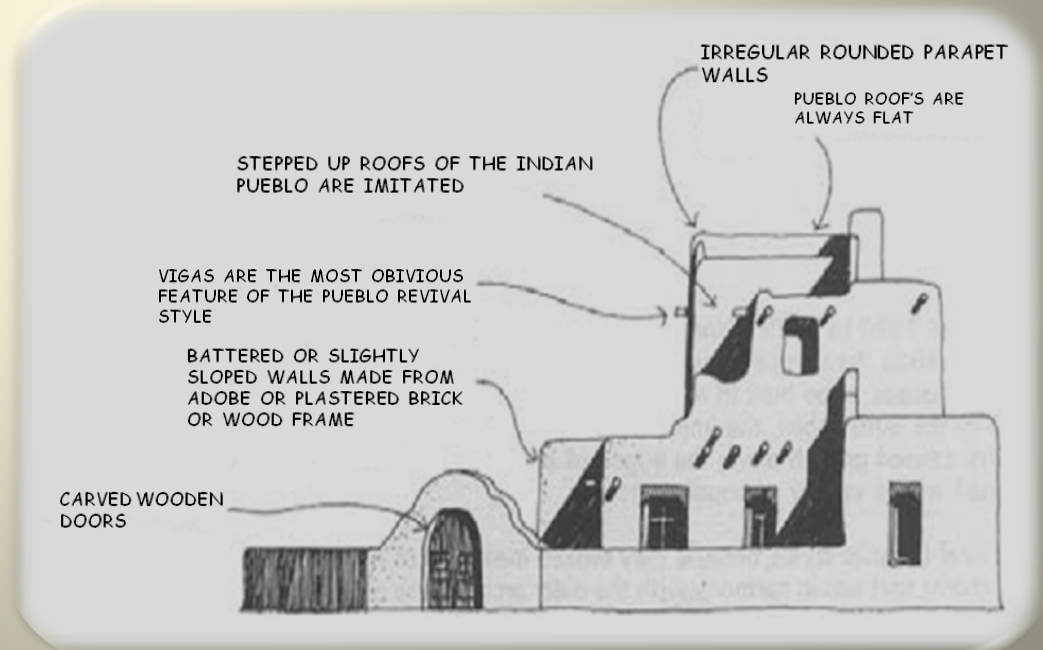 IRREGULAR ROUNDED PARAPET
WALLS
PUEBLO ROOF'S ARE
ALWAYS FLAT
STEPPED UP ROOFS OF THE INDIAN
PUEBLO ARE IMITATED
VIGAS ARE THE MOST OBIVIOUS
FEATURE OF THE PUEBLO REVIVAL
STYLE
BATTERED OR SLIGHTLY
SLOPED WALLS MADE FROM
ADOBE OR PLASTERED BRICK
OR WOOD FRAME
CARVED WOODEN
DOORS